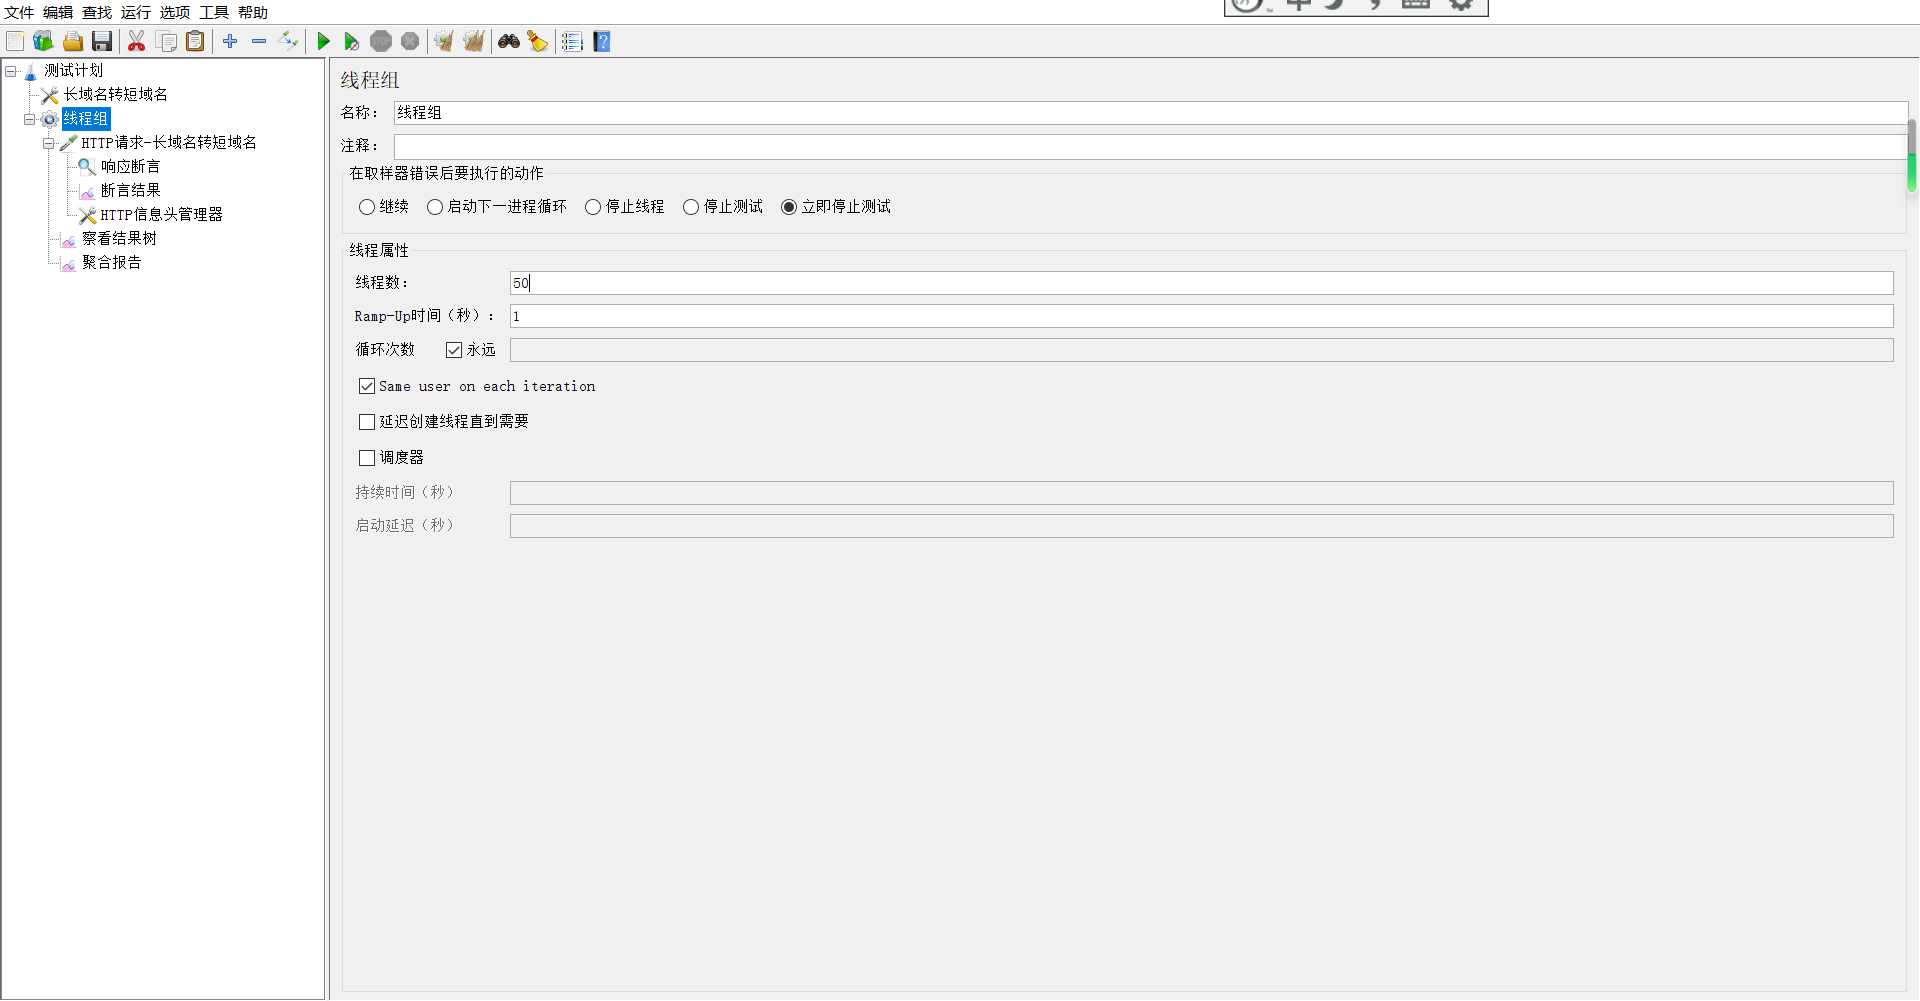 文件 编辑 查找 运行 选项 工具 帮助
中
STOP
?
测试计划
长域名转短域名
线程组
HTTP请求-长域名转短域名
响应断言
断言结果
HTTP信息头管理器
察看结果树
聚合报告
线程组
名称： 线程组
注释：
在取样器错误后要执行的动作
继续 启动下一进程循环 停止线程 停止测试 立即停止测试
线程属性
线程数： 50
Ramp-Up时间（秒）： 1
循环次数 永远
Same user on each iteration
延迟创建线程直到需要
调度器
持续时间（秒）
启动延迟（秒）